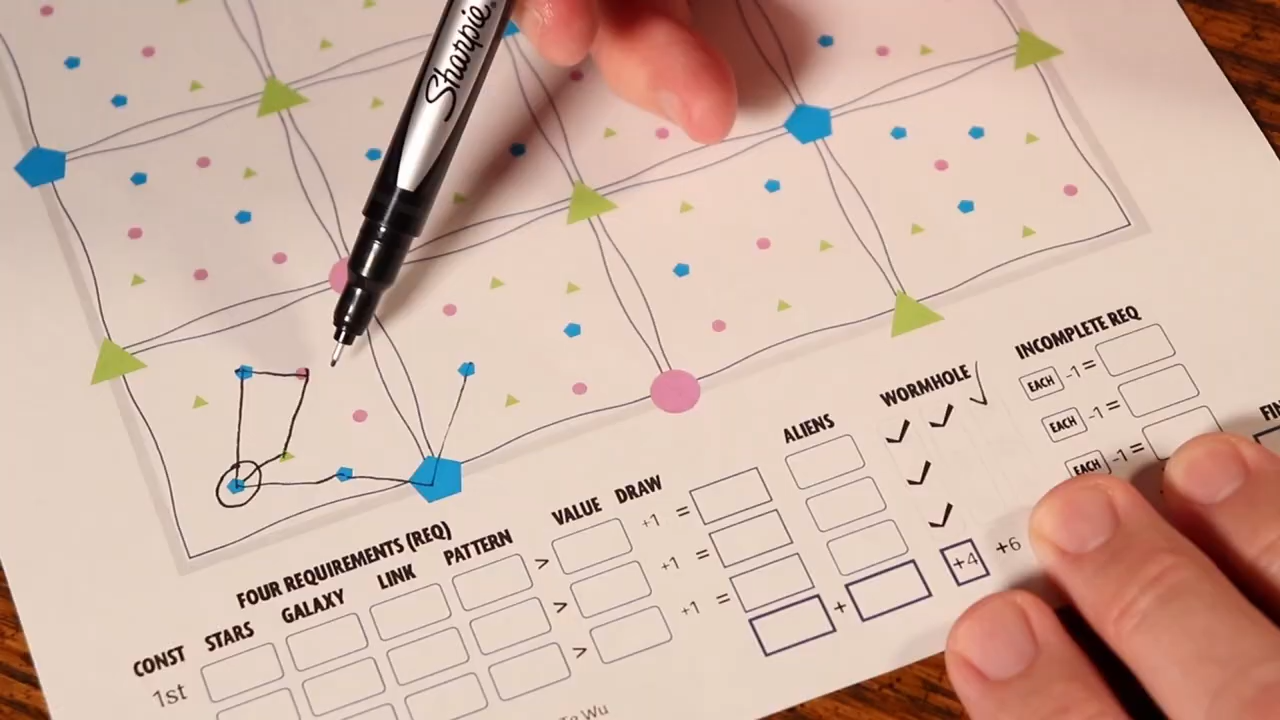 Sharpie
INCOMPLETE REQ
EACH -1 =
EACH -1 =
EACH -1 =
WORMHOLE
+4 +6
ALIENS
+
VALUE DRAW
> +1 =
> +1 =
> +1 =
FOUR REQUIREMENTS (REQ)
CONST STARS GALAXY LINK PATTERN
1st
Wu